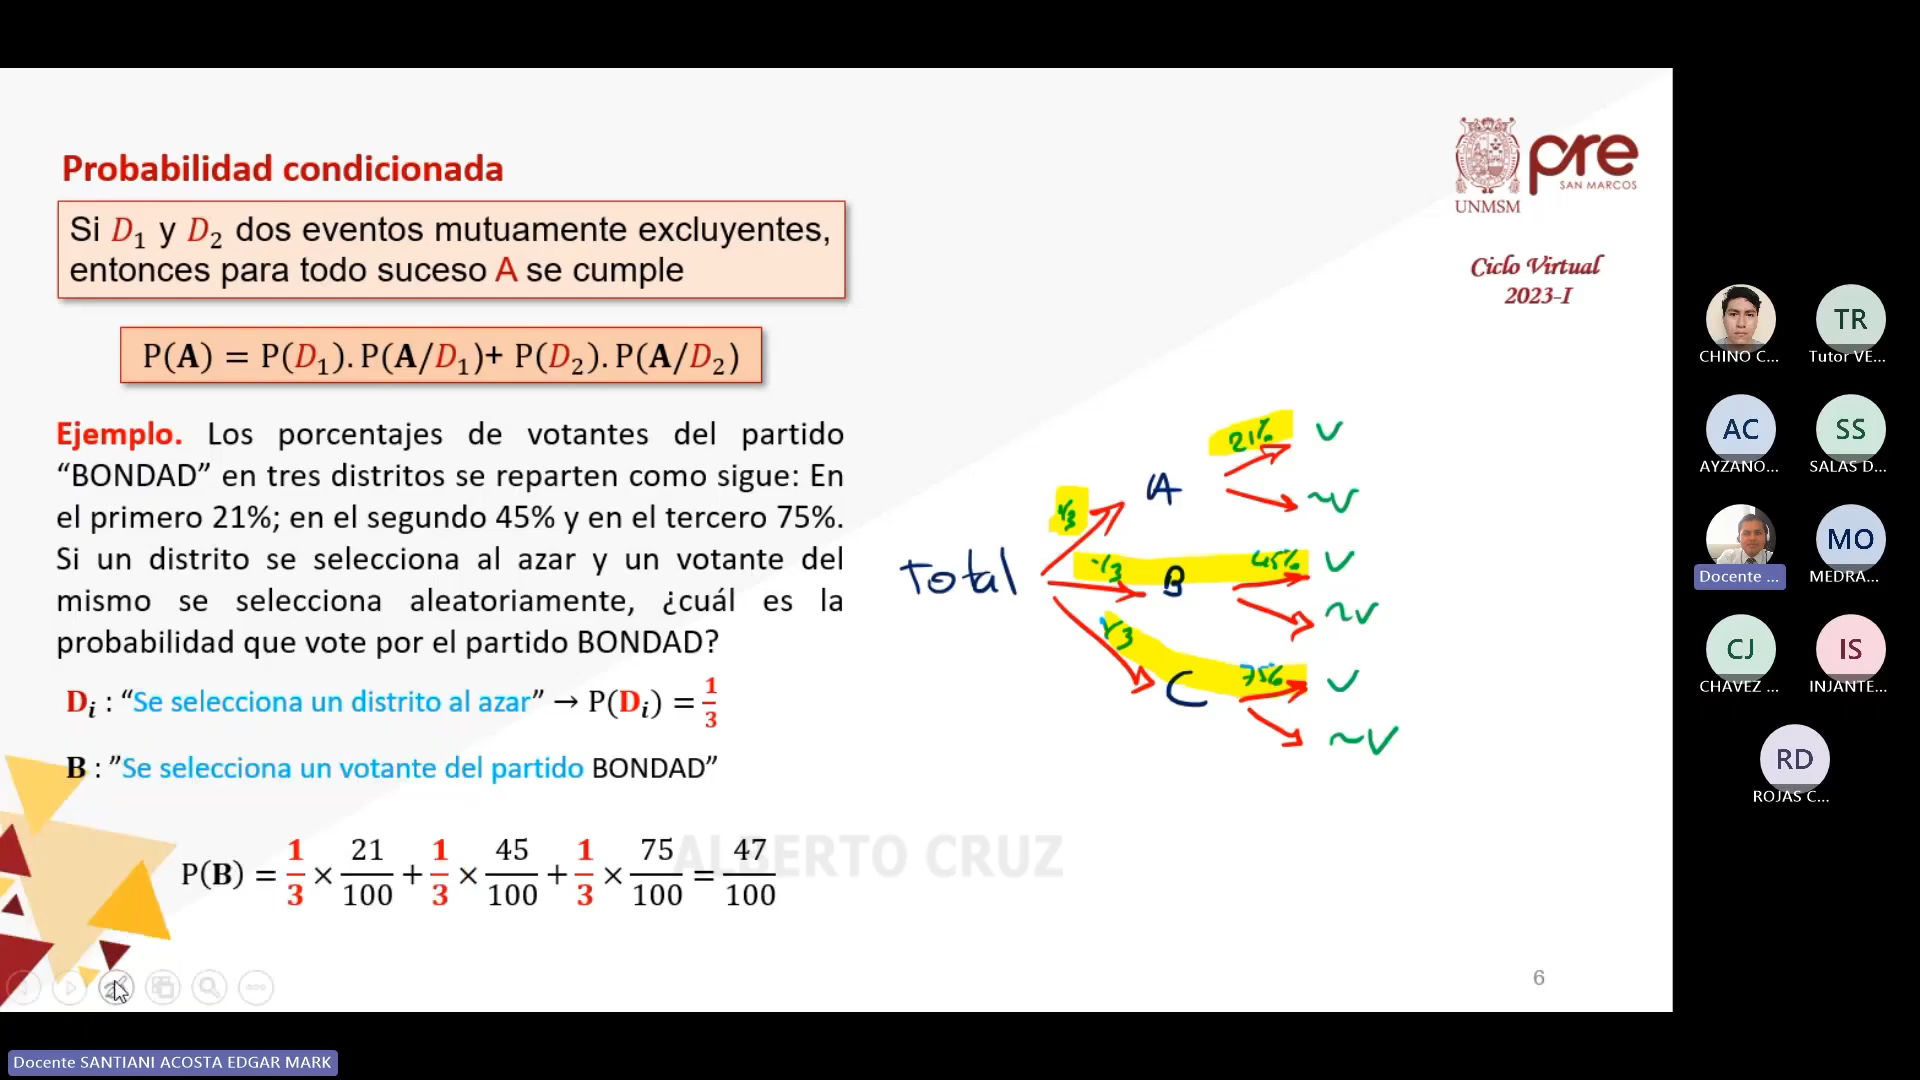 Probabilidad condicionada
Si D₁ y D₂ dos eventos mutuamente excluyentes,
entonces para todo suceso A se cumple
P(A) = P(D₁). P(A/D₁)+ P(D₂). P(A/D₂)
Ejemplo. Los porcentajes de votantes del partido
“BONDAD” en tres distritos se reparten como sigue: En
el primero 21%; en el segundo 45% y en el tercero 75%.
Si un distrito se selecciona al azar y un votante del
mismo se selecciona aleatoriamente, ¿cuál es la
probabilidad que vote por el partido BONDAD?
Dᵢ : “Se selecciona un distrito al azar” → P(Dᵢ) = 1/3
B : ”Se selecciona un votante del partido BONDAD”
P(B) = 1/3 × 21/100 + 1/3 × 45/100 + 1/3 × 75/100 = 47/100
ALBERTO CRUZ
pre
SAN MARCOS
UNMSM
Ciclo Virtual
2023-I
21% V
1/3 A
~V
Total
1/3 B 45% V
~V
1/3 C 75% V
~V
6
CHINO C...
TR
Tutor VE...
AC
AYZANO...
SS
SALAS D...
Docente ...
MO
MEDRA...
CJ
CHAVEZ ...
IS
INJANTE...
RD
ROJAS C...
Docente SANTIANI ACOSTA EDGAR MARK